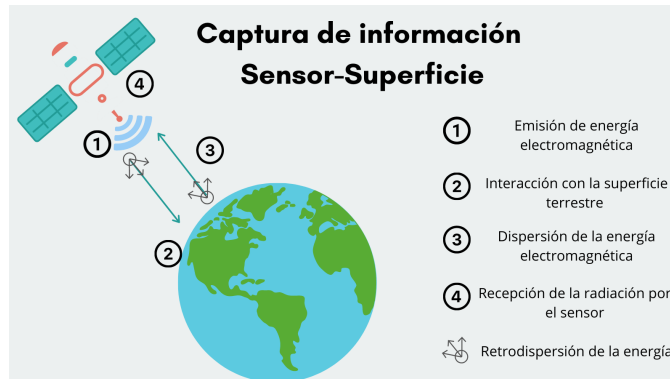 Captura de información
Sensor-Superficie
4
1
3
2
1
Emisión de energía
electromagnética
2
Interacción con la superficie
terrestre
3
Dispersión de la energía
electromagnética
4
Recepción de la radiación por
el sensor
Retrodispersión de la energía